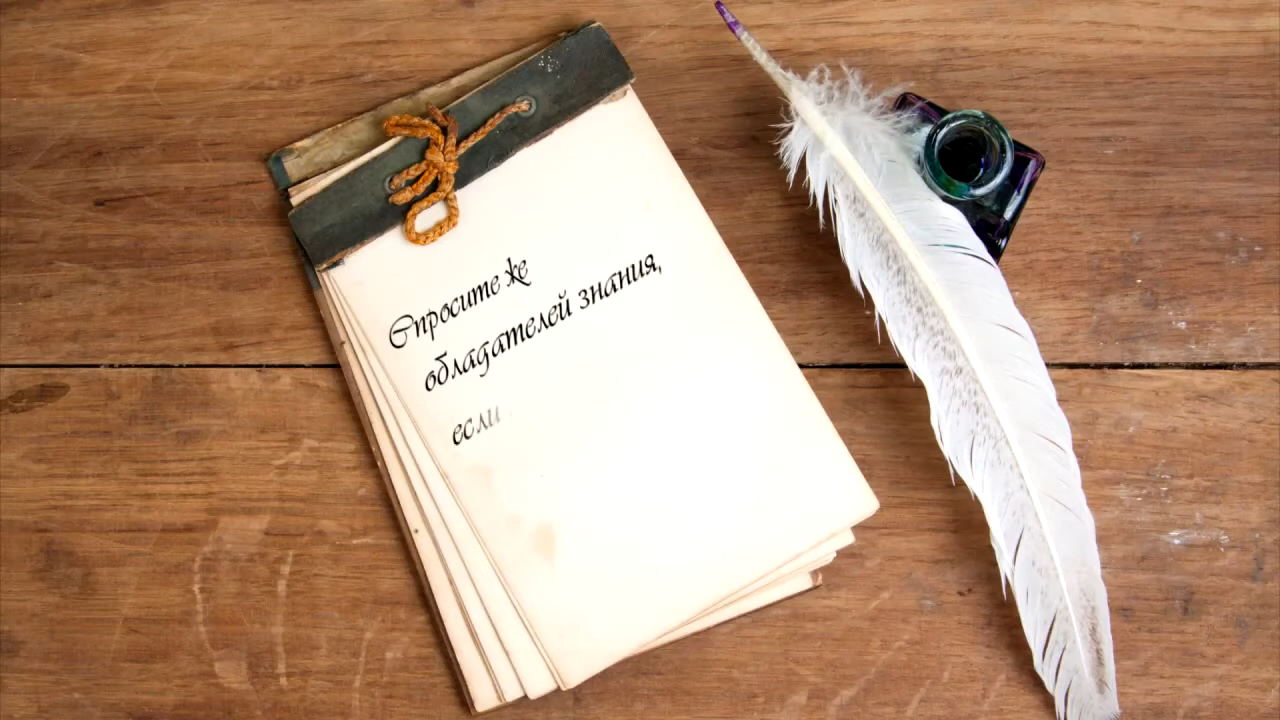 Спросите же
обладателей знания,
если